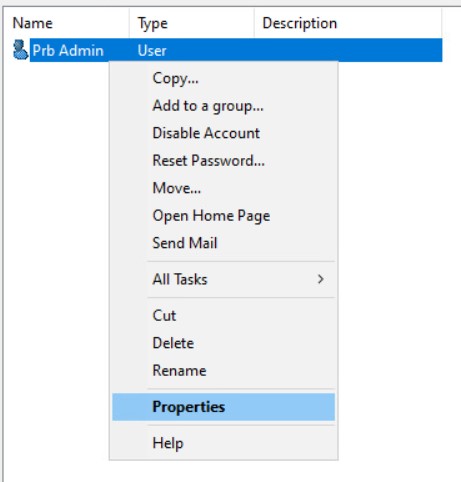 Name Type Description
Prb Admin User
Copy...
Add to a group...
Disable Account
Reset Password...
Move...
Open Home Page
Send Mail
All Tasks >
Cut
Delete
Rename
Properties
Help